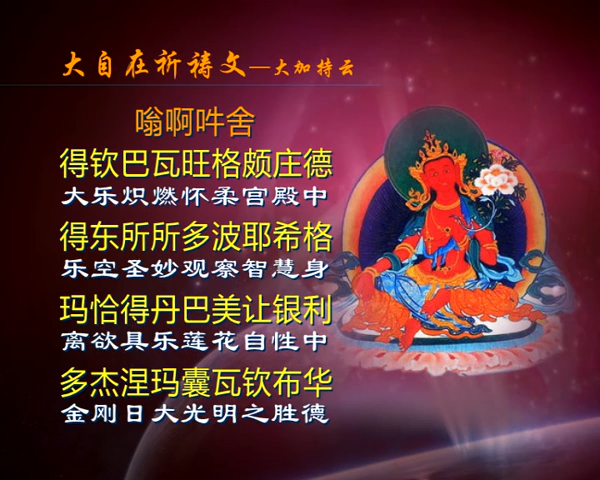 大自在祈祷文—大加持云
嗡啊吽舍
得钦巴瓦旺格颇庄德
大乐炽燃怀柔宫殿中
得东所所多波耶希格
乐空圣妙观察智慧身
玛恰得丹巴美让银利
离欲具乐莲花自性中
多杰涅玛囊瓦钦布华
金刚日大光明之胜德